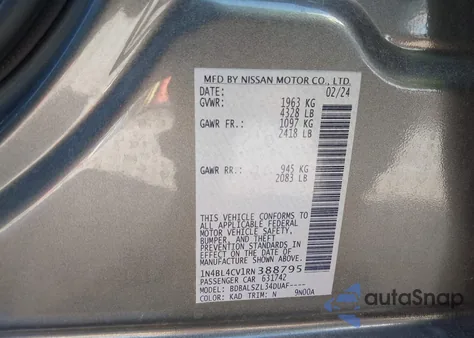 MFD BY NISSAN MOTOR CO., LTD.
DATE: 02/24
GVWR: 1963 KG
4328 LB
GAWR FR.: 1097 KG
2418 LB
GAWR RR.: 945 KG
2083 LB
THIS VEHICLE CONFORMS TO
ALL APPLICABLE FEDERAL
MOTOR VEHICLE SAFETY,
BUMPER, AND THEFT
PREVENTION STANDARDS IN
EFFECT ON THE DATE OF
MANUFACTURE SHOWN ABOVE.
1N4BL4CV1RN388795
PASSENGER CAR 631742
MODEL: BDBALSZL34DUAF----
COLOR: KAD TRIM: N 9N00A
autoSnap